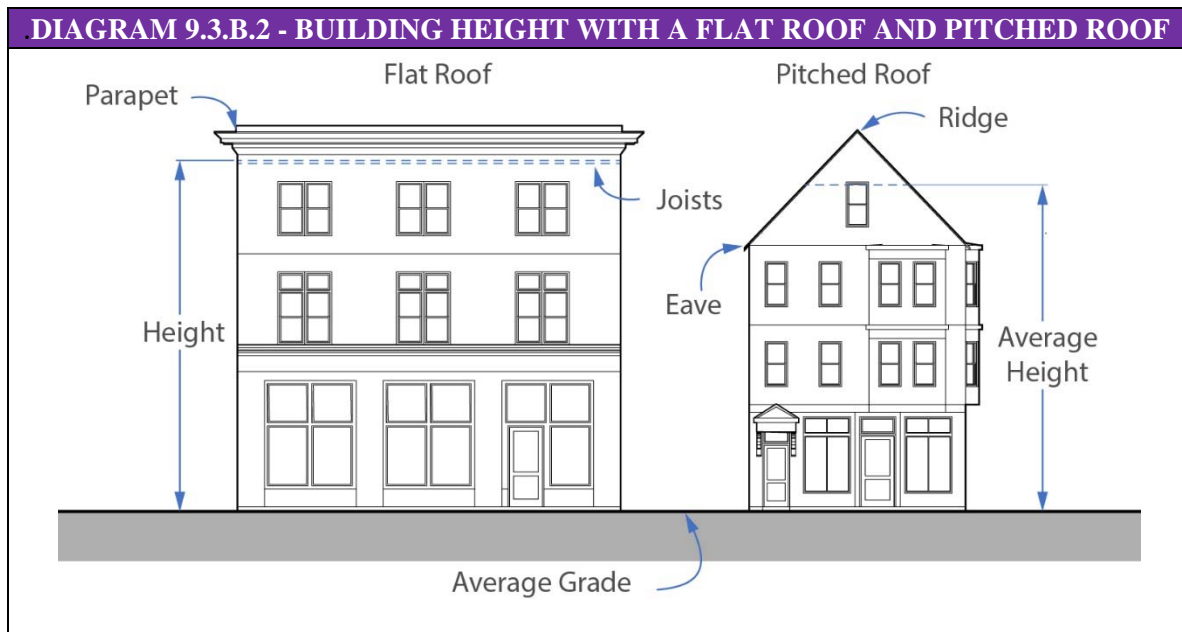 .DIAGRAM 9.3.B.2 - BUILDING HEIGHT WITH A FLAT ROOF AND PITCHED ROOF
Flat Roof
Pitched Roof
Parapet
Ridge
Joists
Eave
Height
Average
Height
Average Grade